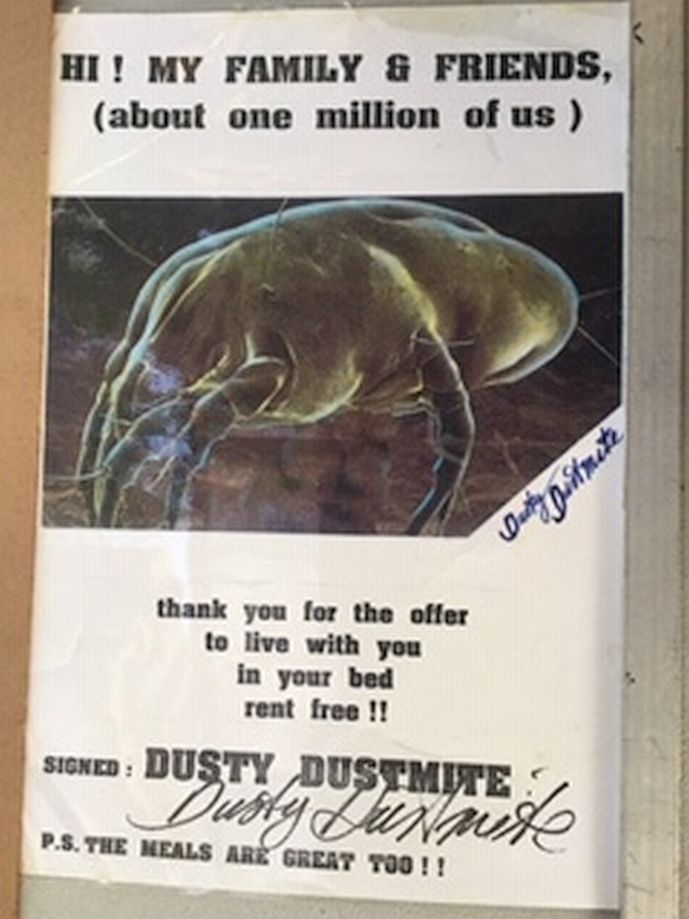 HI ! MY FAMILY & FRIENDS,
(about one million of us )
Dusty Dustmite
thank you for the offer
to live with you
in your bed
rent free !!
SIGNED : DUSTY DUSTMITE
Dusty Dustmite
P.S. THE MEALS ARE GREAT TOO ! !